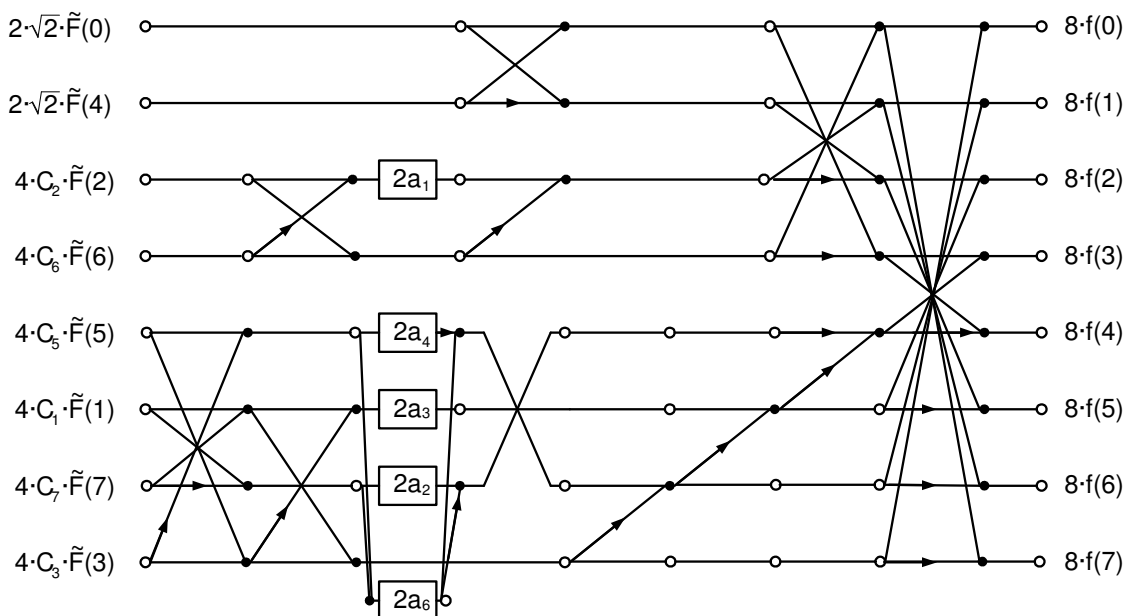 2·√2·F̃(0) 8·f(0)
2·√2·F̃(4) 8·f(1)
4·C₂·F̃(2) 2a₁ 8·f(2)
4·C₆·F̃(6) 8·f(3)
4·C₅·F̃(5) 2a₄ 8·f(4)
4·C₁·F̃(1) 2a₃ 8·f(5)
4·C₇·F̃(7) 2a₂ 8·f(6)
4·C₃·F̃(3) 8·f(7)
2a₆